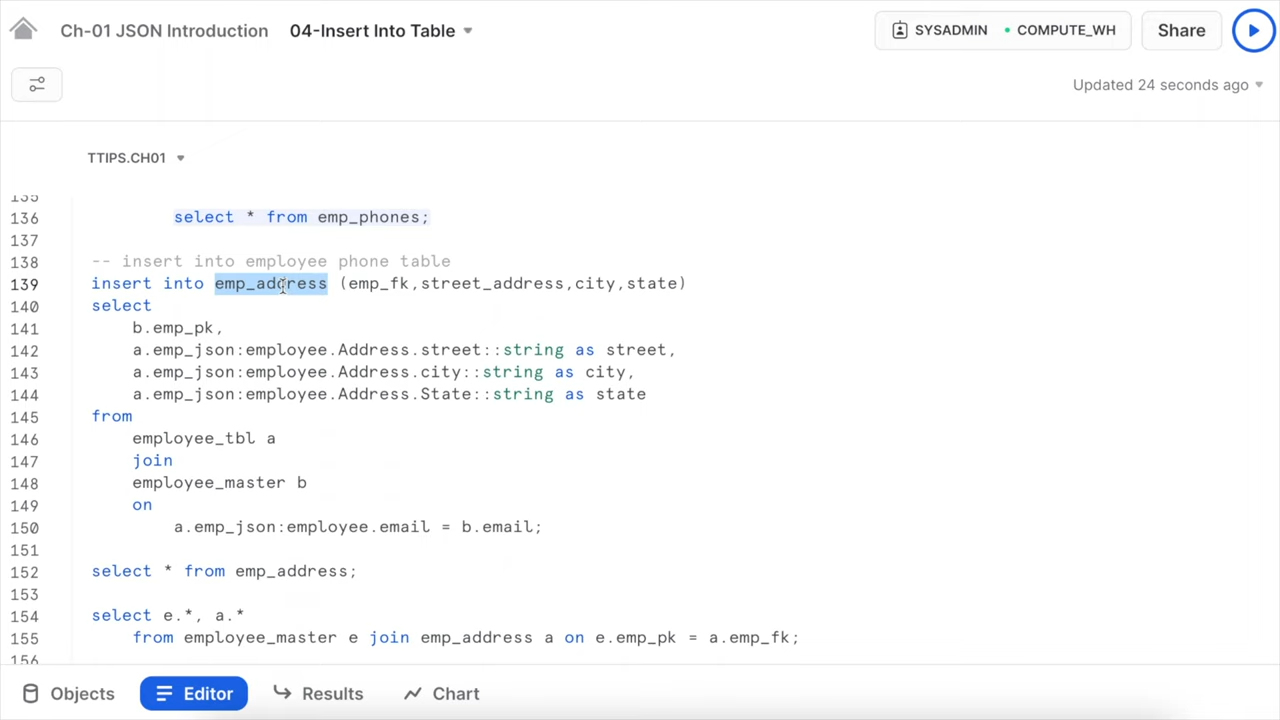 Ch-01 JSON Introduction 04-Insert Into Table SYSADMIN COMPUTE_WH Share
Updated 24 seconds ago
TTIPS.CH01
135
136 select * from emp_phones;
137
138 -- insert into employee phone table
139 insert into emp_address (emp_fk,street_address,city,state)
140 select
141 b.emp_pk,
142 a.emp_json:employee.Address.street::string as street,
143 a.emp_json:employee.Address.city::string as city,
144 a.emp_json:employee.Address.State::string as state
145 from
146 employee_tbl a
147 join
148 employee_master b
149 on
150 a.emp_json:employee.email = b.email;
151
152 select * from emp_address;
153
154 select e.*, a.*
155 from employee_master e join emp_address a on e.emp_pk = a.emp_fk;
156
Objects Editor Results Chart